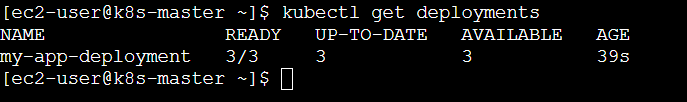 [ec2-user@k8s-master ~]$ kubectl get deployments
NAME                READY   UP-TO-DATE   AVAILABLE   AGE
my-app-deployment   3/3     3            3           39s
[ec2-user@k8s-master ~]$